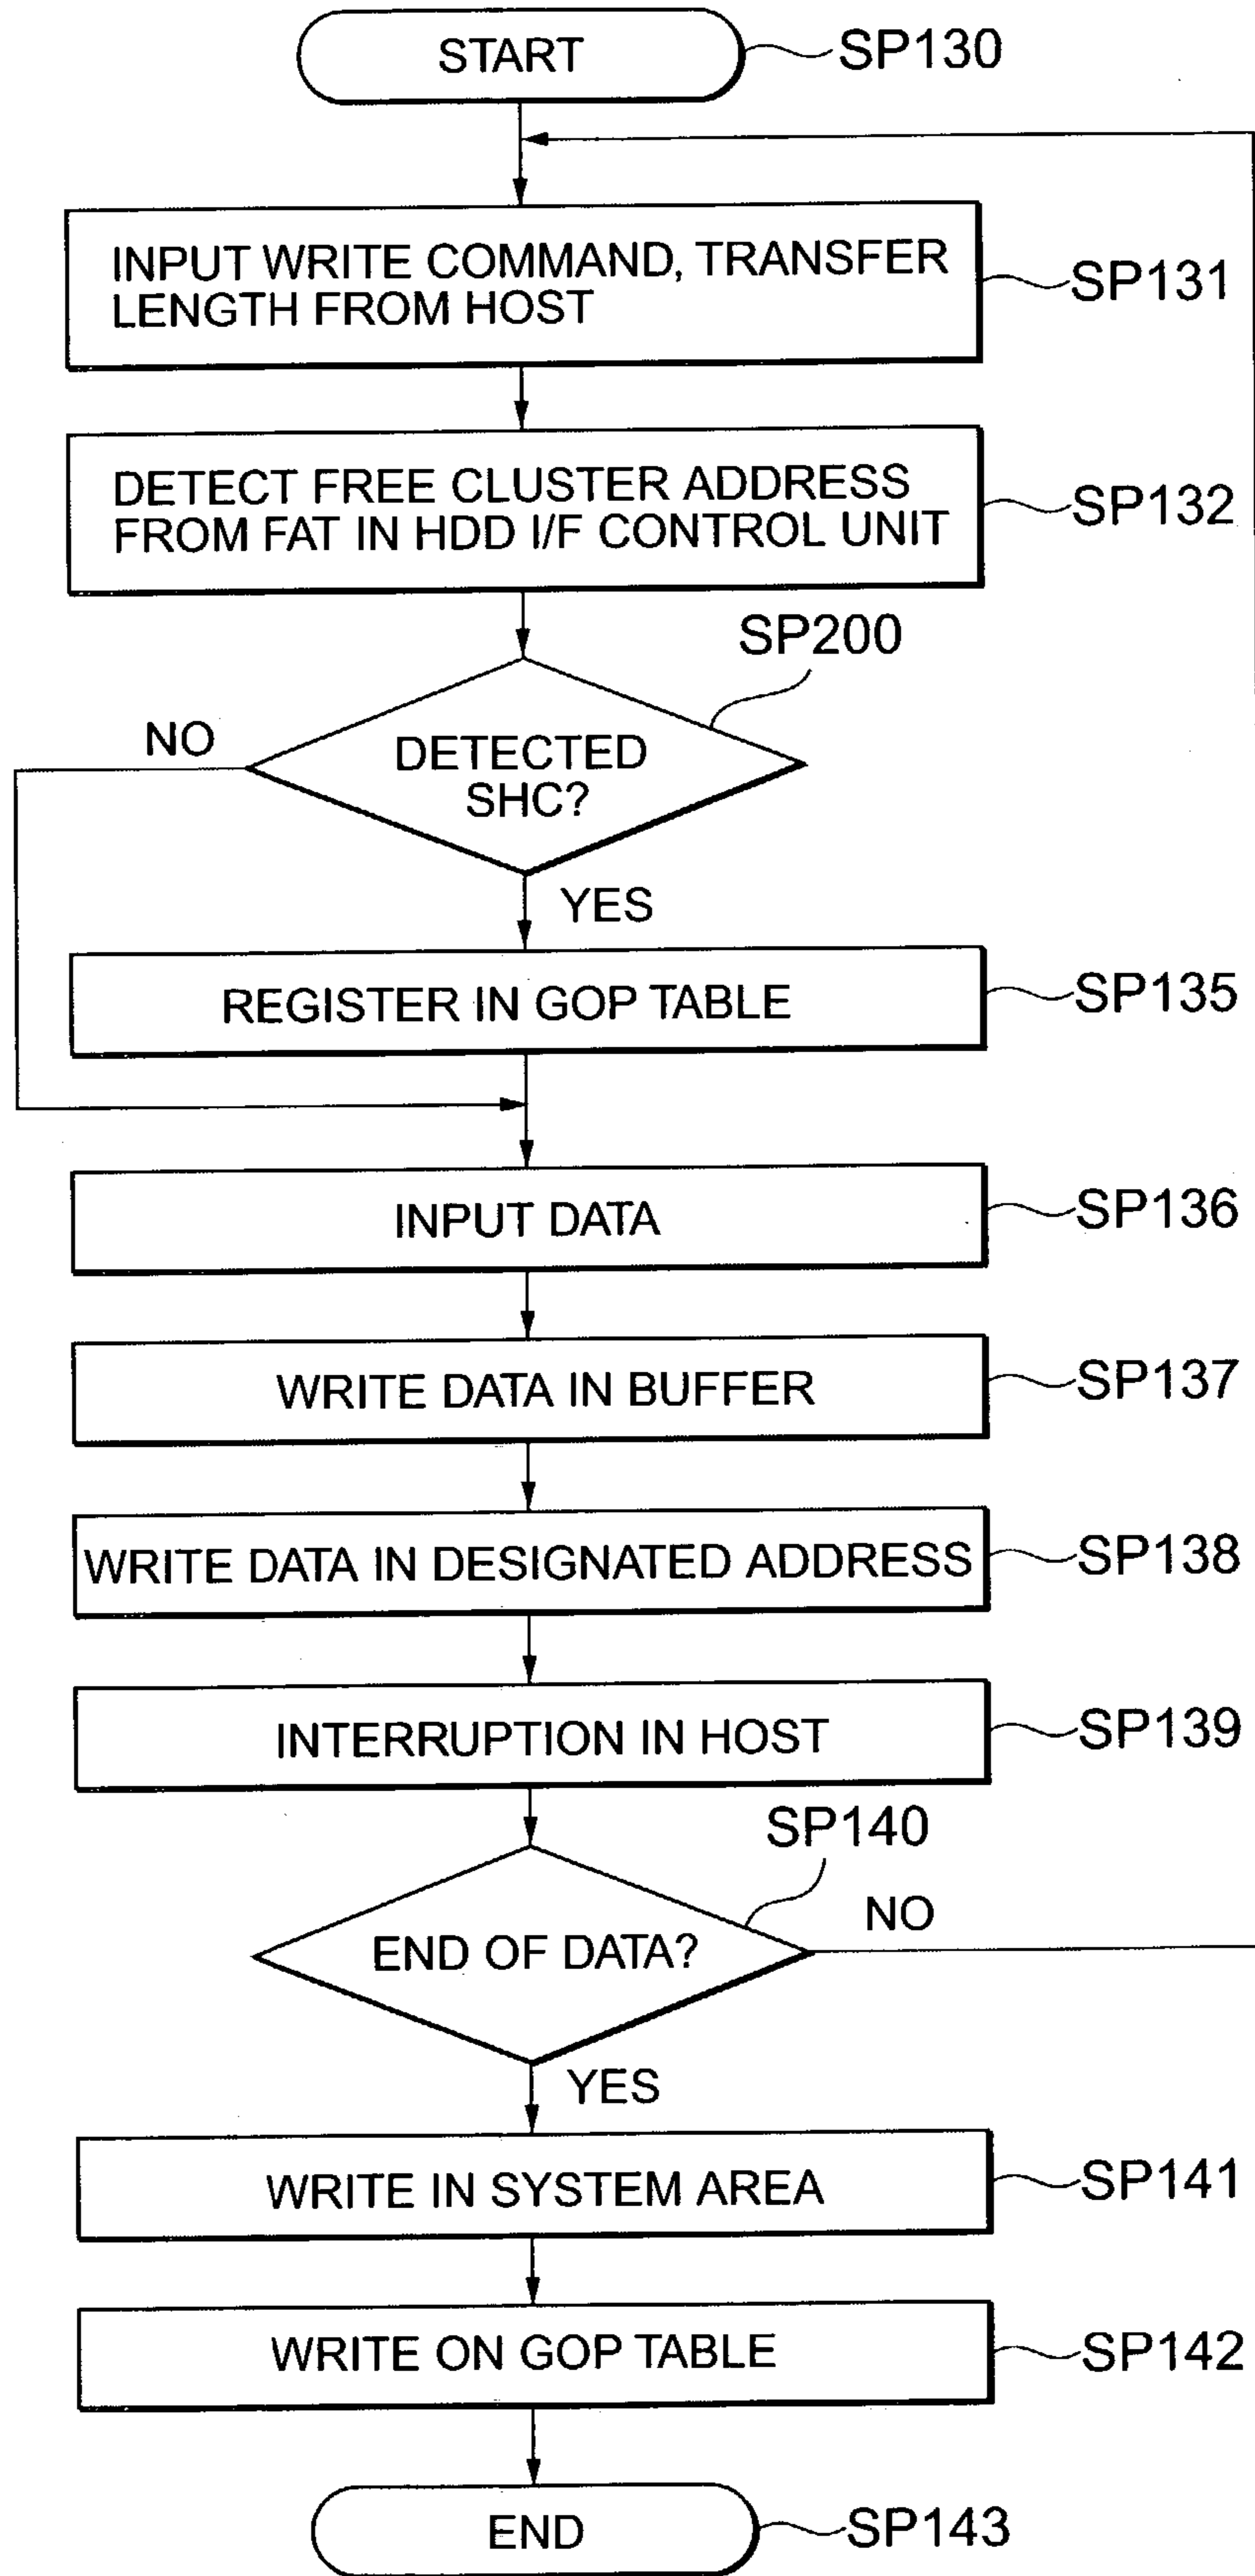 START
SP130
INPUT WRITE COMMAND, TRANSFER
LENGTH FROM HOST
SP131
DETECT FREE CLUSTER ADDRESS
FROM FAT IN HDD I/F CONTROL UNIT
SP132
SP200
NO
DETECTED
SHC?
YES
REGISTER IN GOP TABLE
SP135
INPUT DATA
SP136
WRITE DATA IN BUFFER
SP137
WRITE DATA IN DESIGNATED ADDRESS
SP138
INTERRUPTION IN HOST
SP139
SP140
NO
END OF DATA?
YES
WRITE IN SYSTEM AREA
SP141
WRITE ON GOP TABLE
SP142
END
SP143